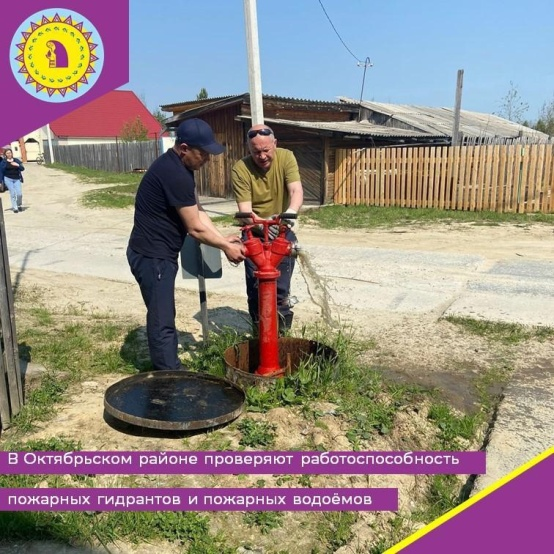 В Октябрьском районе проверяют работоспособность
пожарных гидрантов и пожарных водоёмов